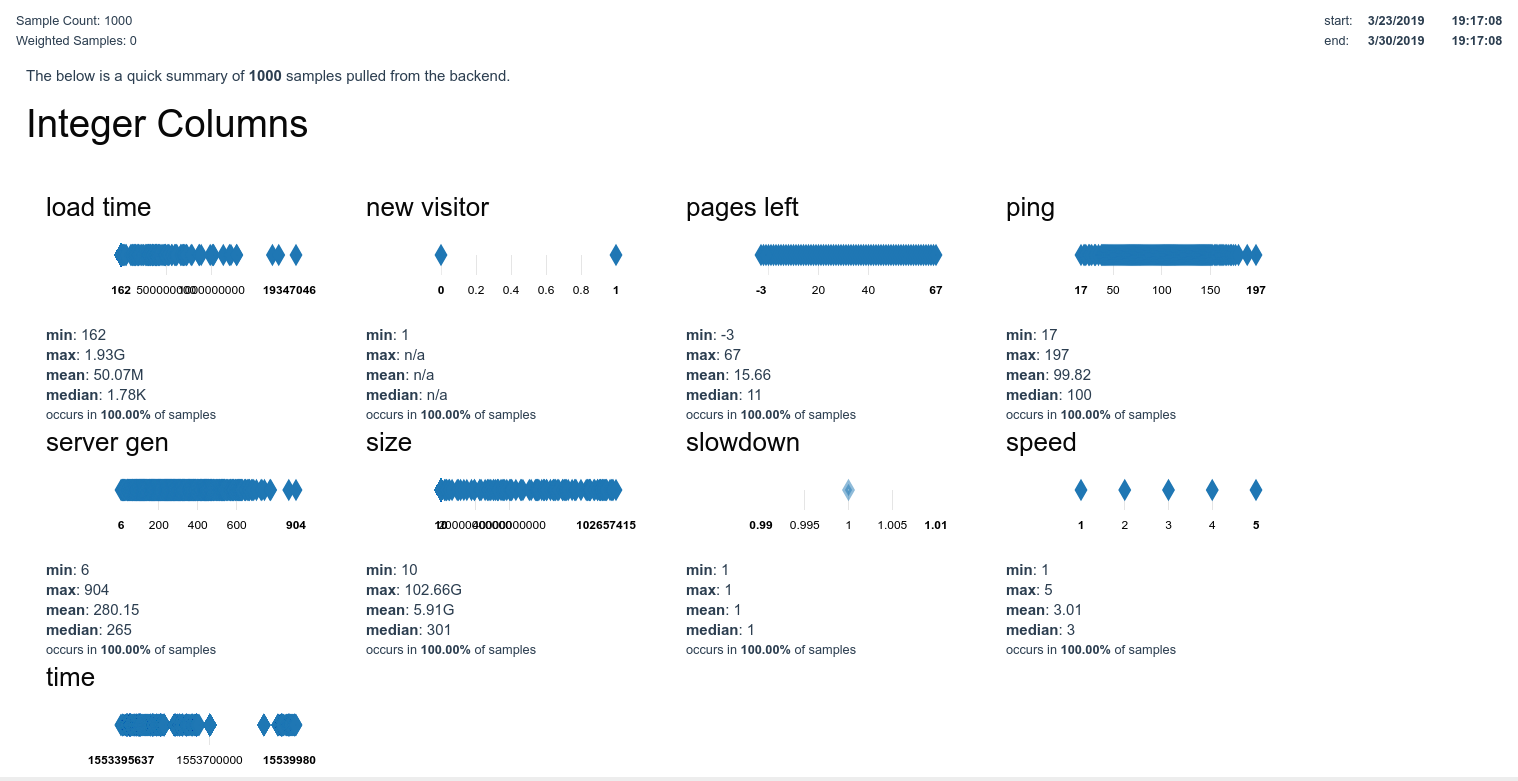 Sample Count: 1000
Weighted Samples: 0
start: 3/23/2019 19:17:08
end: 3/30/2019 19:17:08
The below is a quick summary of 1000 samples pulled from the backend.
Integer Columns
load time
new visitor
pages left
ping
162 19347046
0 0.2 0.4 0.6 0.8 1
-3 20 40 67
17 50 100 150 197
min: 162
max: 1.93G
mean: 50.07M
median: 1.78K
occurs in 100.00% of samples
min: 1
max: n/a
mean: n/a
median: n/a
occurs in 100.00% of samples
min: -3
max: 67
mean: 15.66
median: 11
occurs in 100.00% of samples
min: 17
max: 197
mean: 99.82
median: 100
occurs in 100.00% of samples
server gen
size
slowdown
speed
6 200 400 600 904
10 102657415
0.99 0.995 1 1.005 1.01
1 2 3 4 5
min: 6
max: 904
mean: 280.15
median: 265
occurs in 100.00% of samples
min: 10
max: 102.66G
mean: 5.91G
median: 301
occurs in 100.00% of samples
min: 1
max: 1
mean: 1
median: 1
occurs in 100.00% of samples
min: 1
max: 5
mean: 3.01
median: 3
occurs in 100.00% of samples
time
1553395637 1553700000 15539980